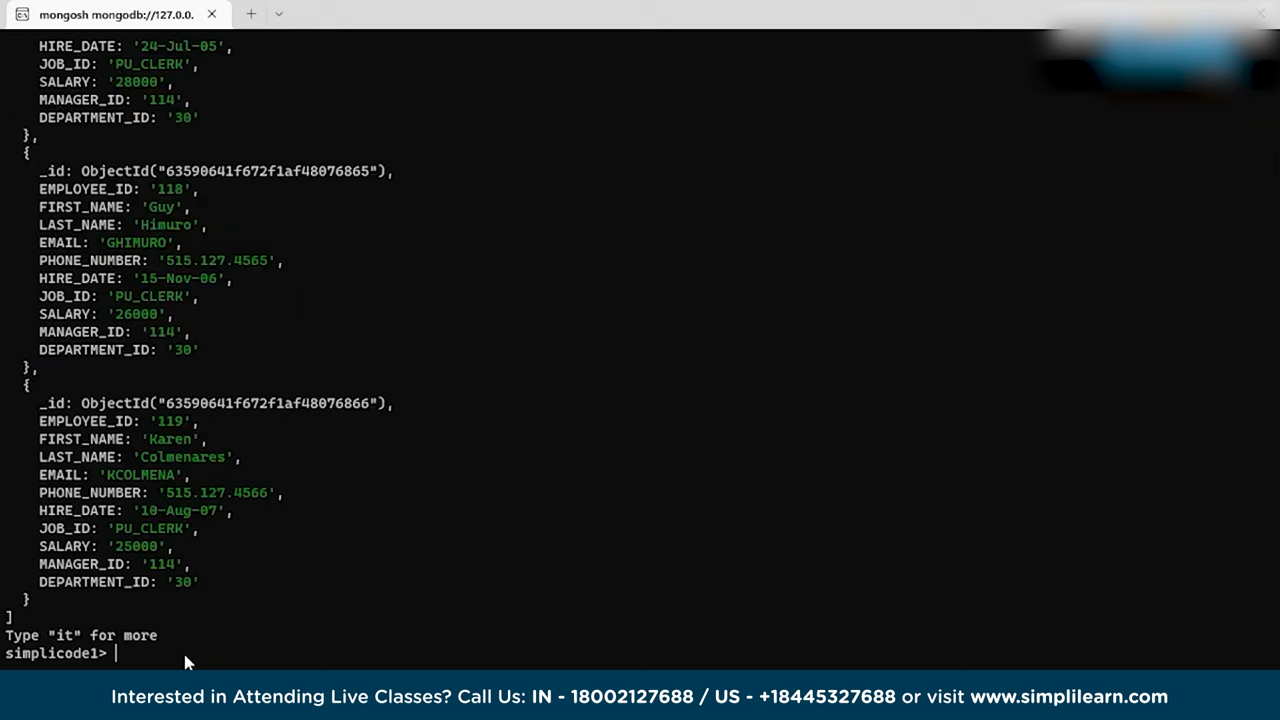 mongosh mongodb://127.0.0.
HIRE_DATE: '24-Jul-05',
JOB_ID: 'PU_CLERK',
SALARY: '28000',
MANAGER_ID: '114',
DEPARTMENT_ID: '30'
},
{
_id: ObjectId("63590641f672f1af48076865"),
EMPLOYEE_ID: '118',
FIRST_NAME: 'Guy',
LAST_NAME: 'Himuro',
EMAIL: 'GHIMURO',
PHONE_NUMBER: '515.127.4565',
HIRE_DATE: '15-Nov-06',
JOB_ID: 'PU_CLERK',
SALARY: '26000',
MANAGER_ID: '114',
DEPARTMENT_ID: '30'
},
{
_id: ObjectId("63590641f672f1af48076866"),
EMPLOYEE_ID: '119',
FIRST_NAME: 'Karen',
LAST_NAME: 'Colmenares',
EMAIL: 'KCOLMENA',
PHONE_NUMBER: '515.127.4566',
HIRE_DATE: '10-Aug-07',
JOB_ID: 'PU_CLERK',
SALARY: '25000',
MANAGER_ID: '114',
DEPARTMENT_ID: '30'
}
]
Type "it" for more
simplicode1>
Interested in Attending Live Classes? Call Us: IN - 18002127688 / US - +18445327688 or visit www.simplilearn.com